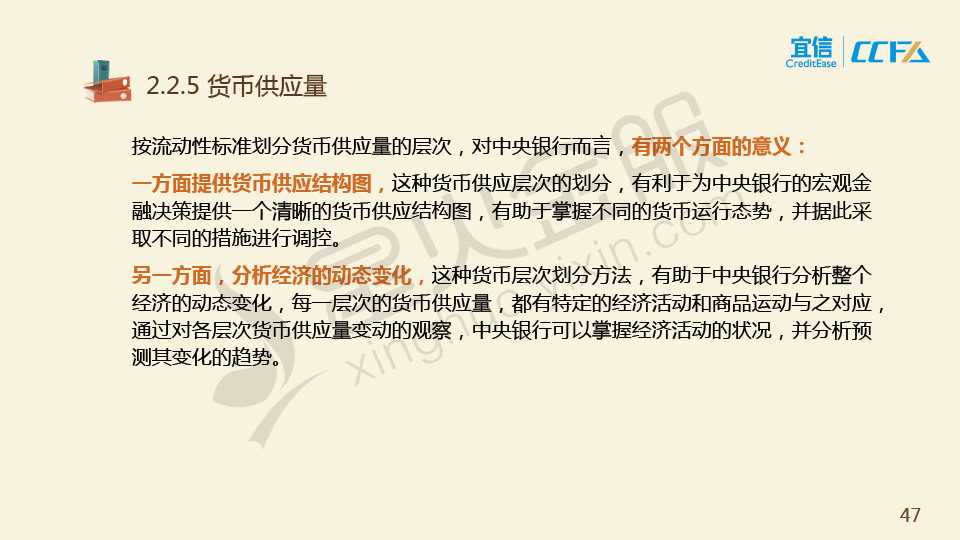 宜信
CreditEase
CCFA
2.2.5 货币供应量
按流动性标准划分货币供应量的层次，对中央银行而言，有两个方面的意义：
一方面提供货币供应结构图，这种货币供应层次的划分，有利于为中央银行的宏观金
融决策提供一个清晰的货币供应结构图，有助于掌握不同的货币运行态势，并据此采
取不同的措施进行调控。
另一方面，分析经济的动态变化，这种货币层次划分方法，有助于中央银行分析整个
经济的动态变化，每一层次的货币供应量，都有特定的经济活动和商品运动与之对应，
通过对各层次货币供应量变动的观察，中央银行可以掌握经济活动的状况，并分析预
测其变化的趋势。
星火金服
xinghuo.yixin.com
47